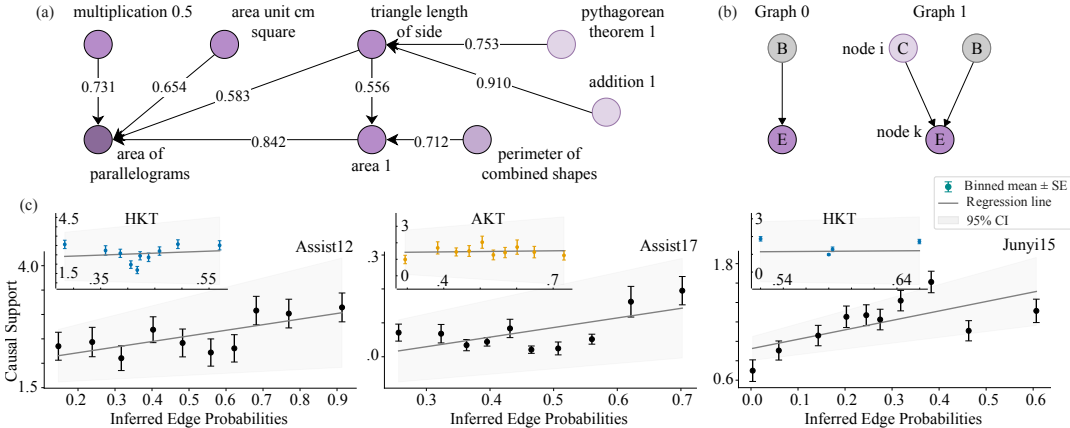 (a)
multiplication 0.5
area unit cm
square
triangle length
of side
pythagorean
theorem 1
addition 1
0.731
0.654
0.583
0.556
0.753
0.910
0.842
0.712
area of
parallelograms
area 1
perimeter of
combined shapes
(b)
Graph 0
Graph 1
B
E
node i
C
B
node k
E
(c)
Causal Support
HKT
4.5
1.5
.35
.55
Assist12
4.0
1.5
0.2
0.3
0.4
0.5
0.6
0.7
0.8
0.9
Inferred Edge Probabilities
AKT
3
0
.4
.7
Assist17
.3
.0
0.3
0.4
0.5
0.6
0.7
Inferred Edge Probabilities
HKT
3
0
.54
.64
Junyi15
1.8
0.6
0.0
0.1
0.2
0.3
0.4
0.5
0.6
Inferred Edge Probabilities
Binned mean ± SE
Regression line
95% CI